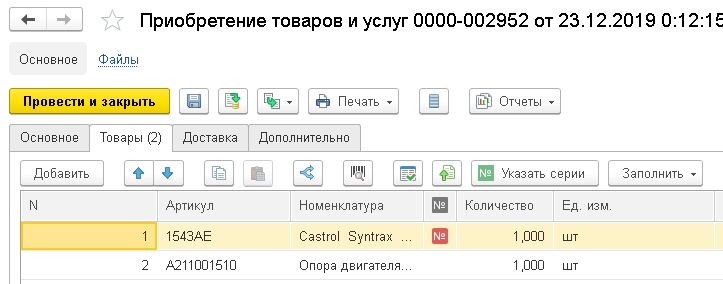 Приобретение товаров и услуг 0000-002952 от 23.12.2019 0:12:15
Основное Файлы
Провести и закрыть Печать Отчеты
Основное Товары (2) Доставка Дополнительно
Добавить № Указать серии Заполнить
N Артикул Номенклатура № Количество Ед. изм.
1 1543AE Castrol Syntrax ... № 1,000 шт
2 A211001510 Опора двигателя... 1,000 шт